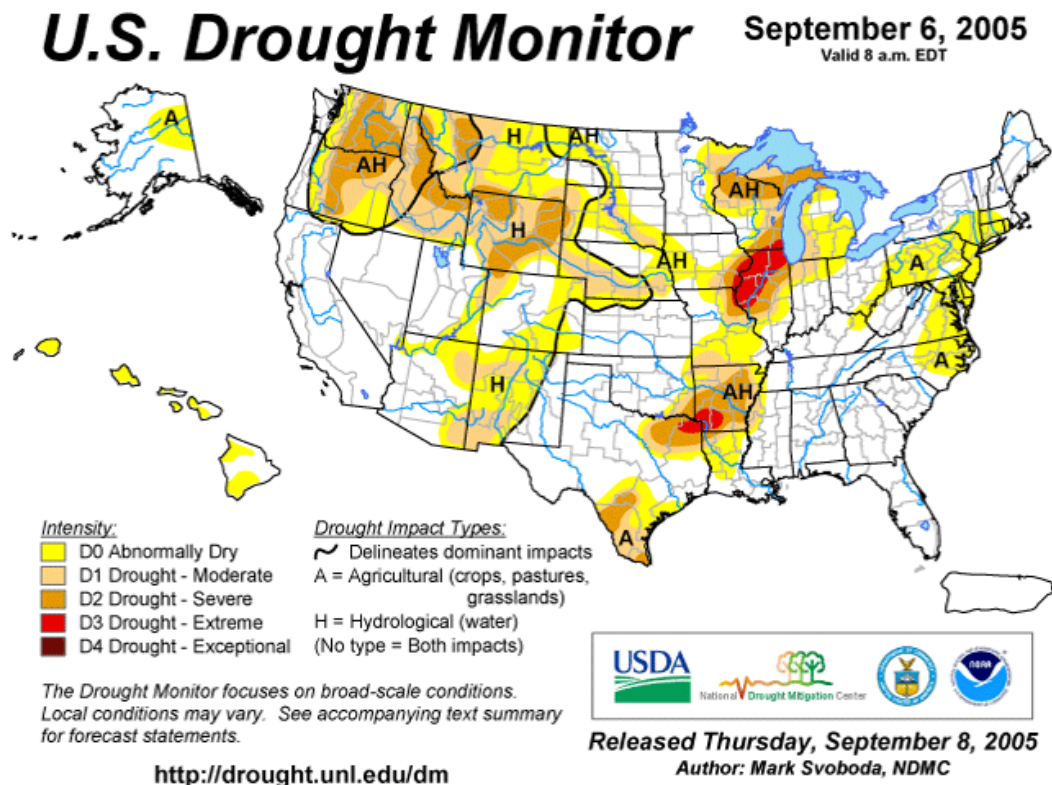 U.S. Drought Monitor
September 6, 2005
Valid 8 a.m. EDT
A
H
AH
AH
AH
H
AH
A
H
AH
A
A
Intensity:
D0 Abnormally Dry
D1 Drought - Moderate
D2 Drought - Severe
D3 Drought - Extreme
D4 Drought - Exceptional
Drought Impact Types:
Delineates dominant impacts
A = Agricultural (crops, pastures,
grasslands)
H = Hydrological (water)
(No type = Both impacts)
The Drought Monitor focuses on broad-scale conditions.
Local conditions may vary. See accompanying text summary
for forecast statements.
http://drought.unl.edu/dm
USDA
National Drought Mitigation Center
NOAA
Released Thursday, September 8, 2005
Author: Mark Svoboda, NDMC